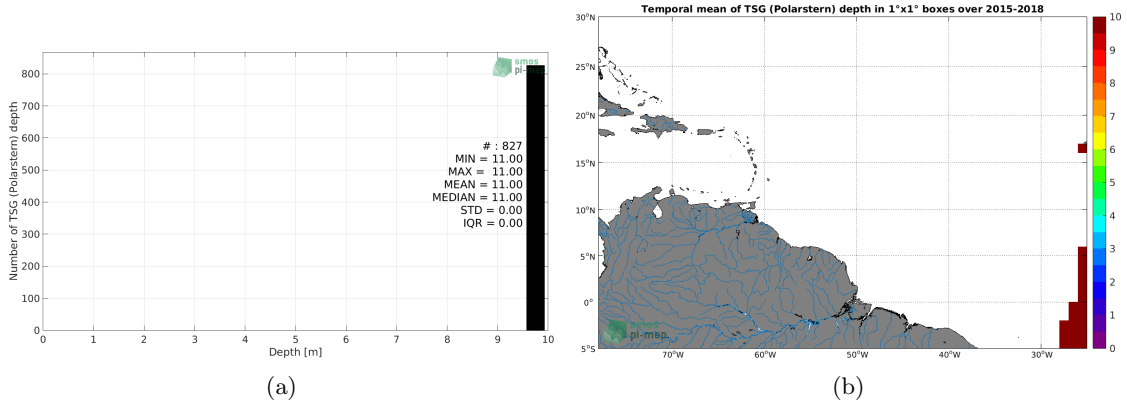 smos
pi-mep
Number of TSG (Polarstern) depth
800
700
600
500
400
300
200
100
0
# : 827
MIN = 11.00
MAX = 11.00
MEAN = 11.00
MEDIAN = 11.00
STD = 0.00
IQR = 0.00
0 1 2 3 4 5 6 7 8 9 10
Depth [m]
(a)
Temporal mean of TSG (Polarstern) depth in 1°x1° boxes over 2015-2018
30°N
25°N
20°N
15°N
10°N
5°N
0°
5°S
70°W 60°W 50°W 40°W 30°W
smos
pi-mep
10
9
8
7
6
5
4
3
2
1
0
(b)